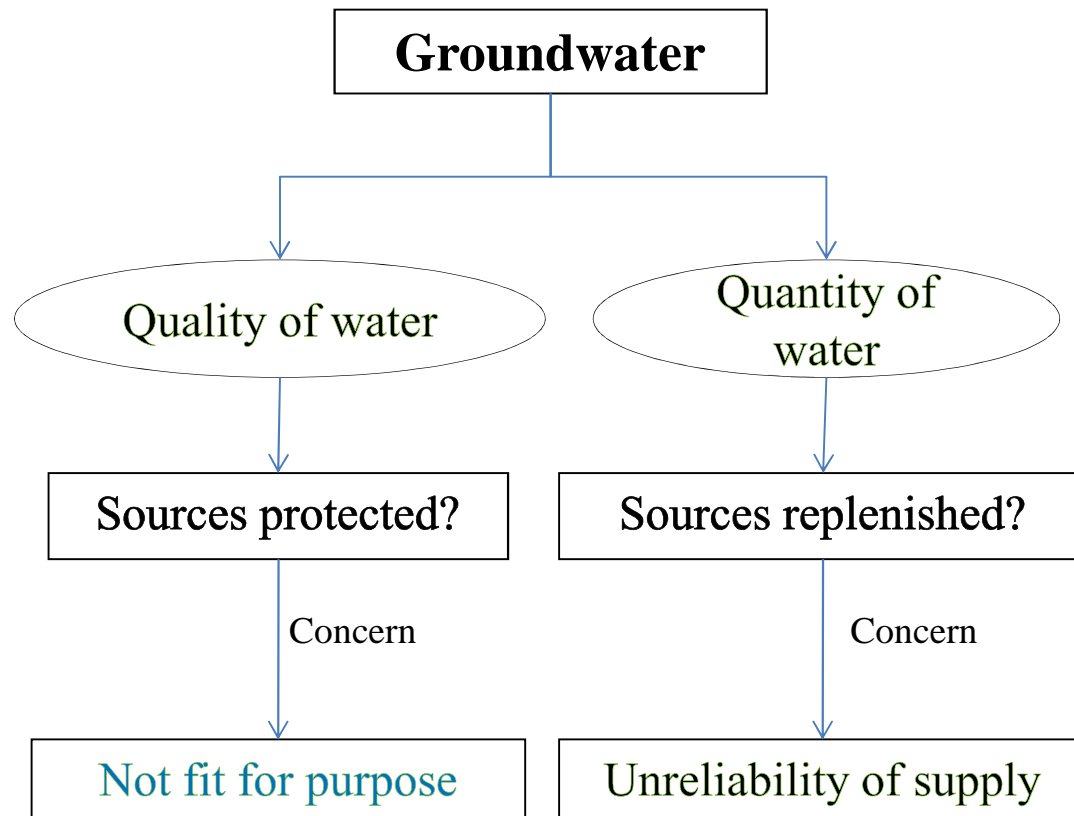 Groundwater
Quality of water
Quantity of
water
Sources protected?
Sources replenished?
Concern
Concern
Not fit for purpose
Unreliability of supply